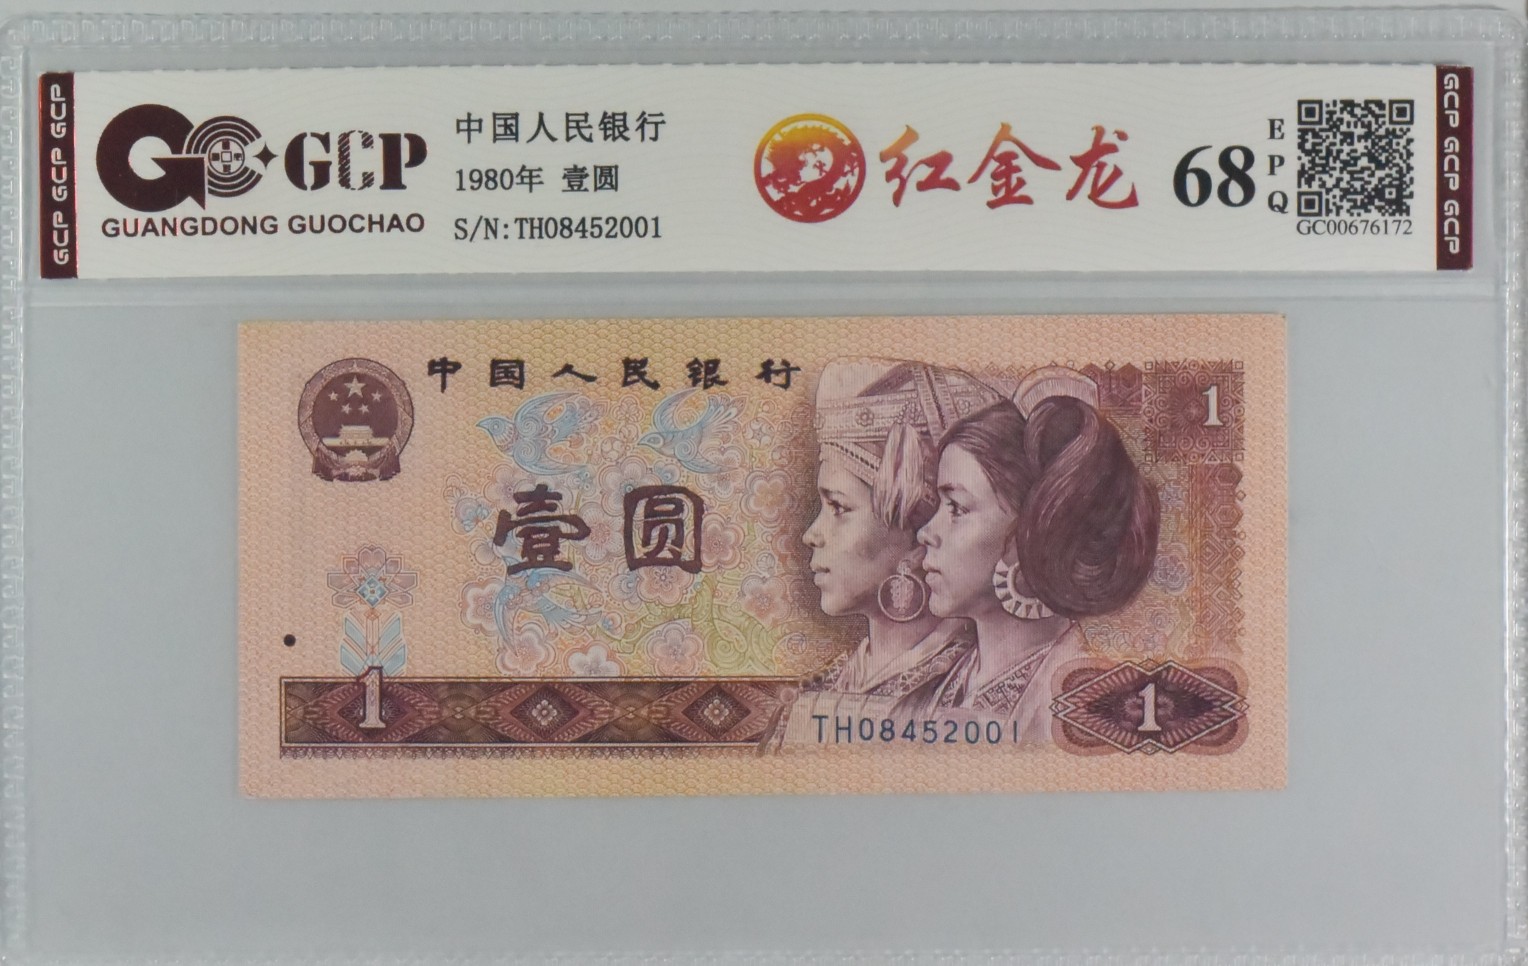 GCP GCP GCP
GCP
GUANGDONG GUOCHAO
中国人民银行
1980年 壹圆
S/N:TH08452001
红金龙
68
EPQ
GC00676172
GCP GCP GCP
中国人民银行
1
壹圆
1
TH08452001
1